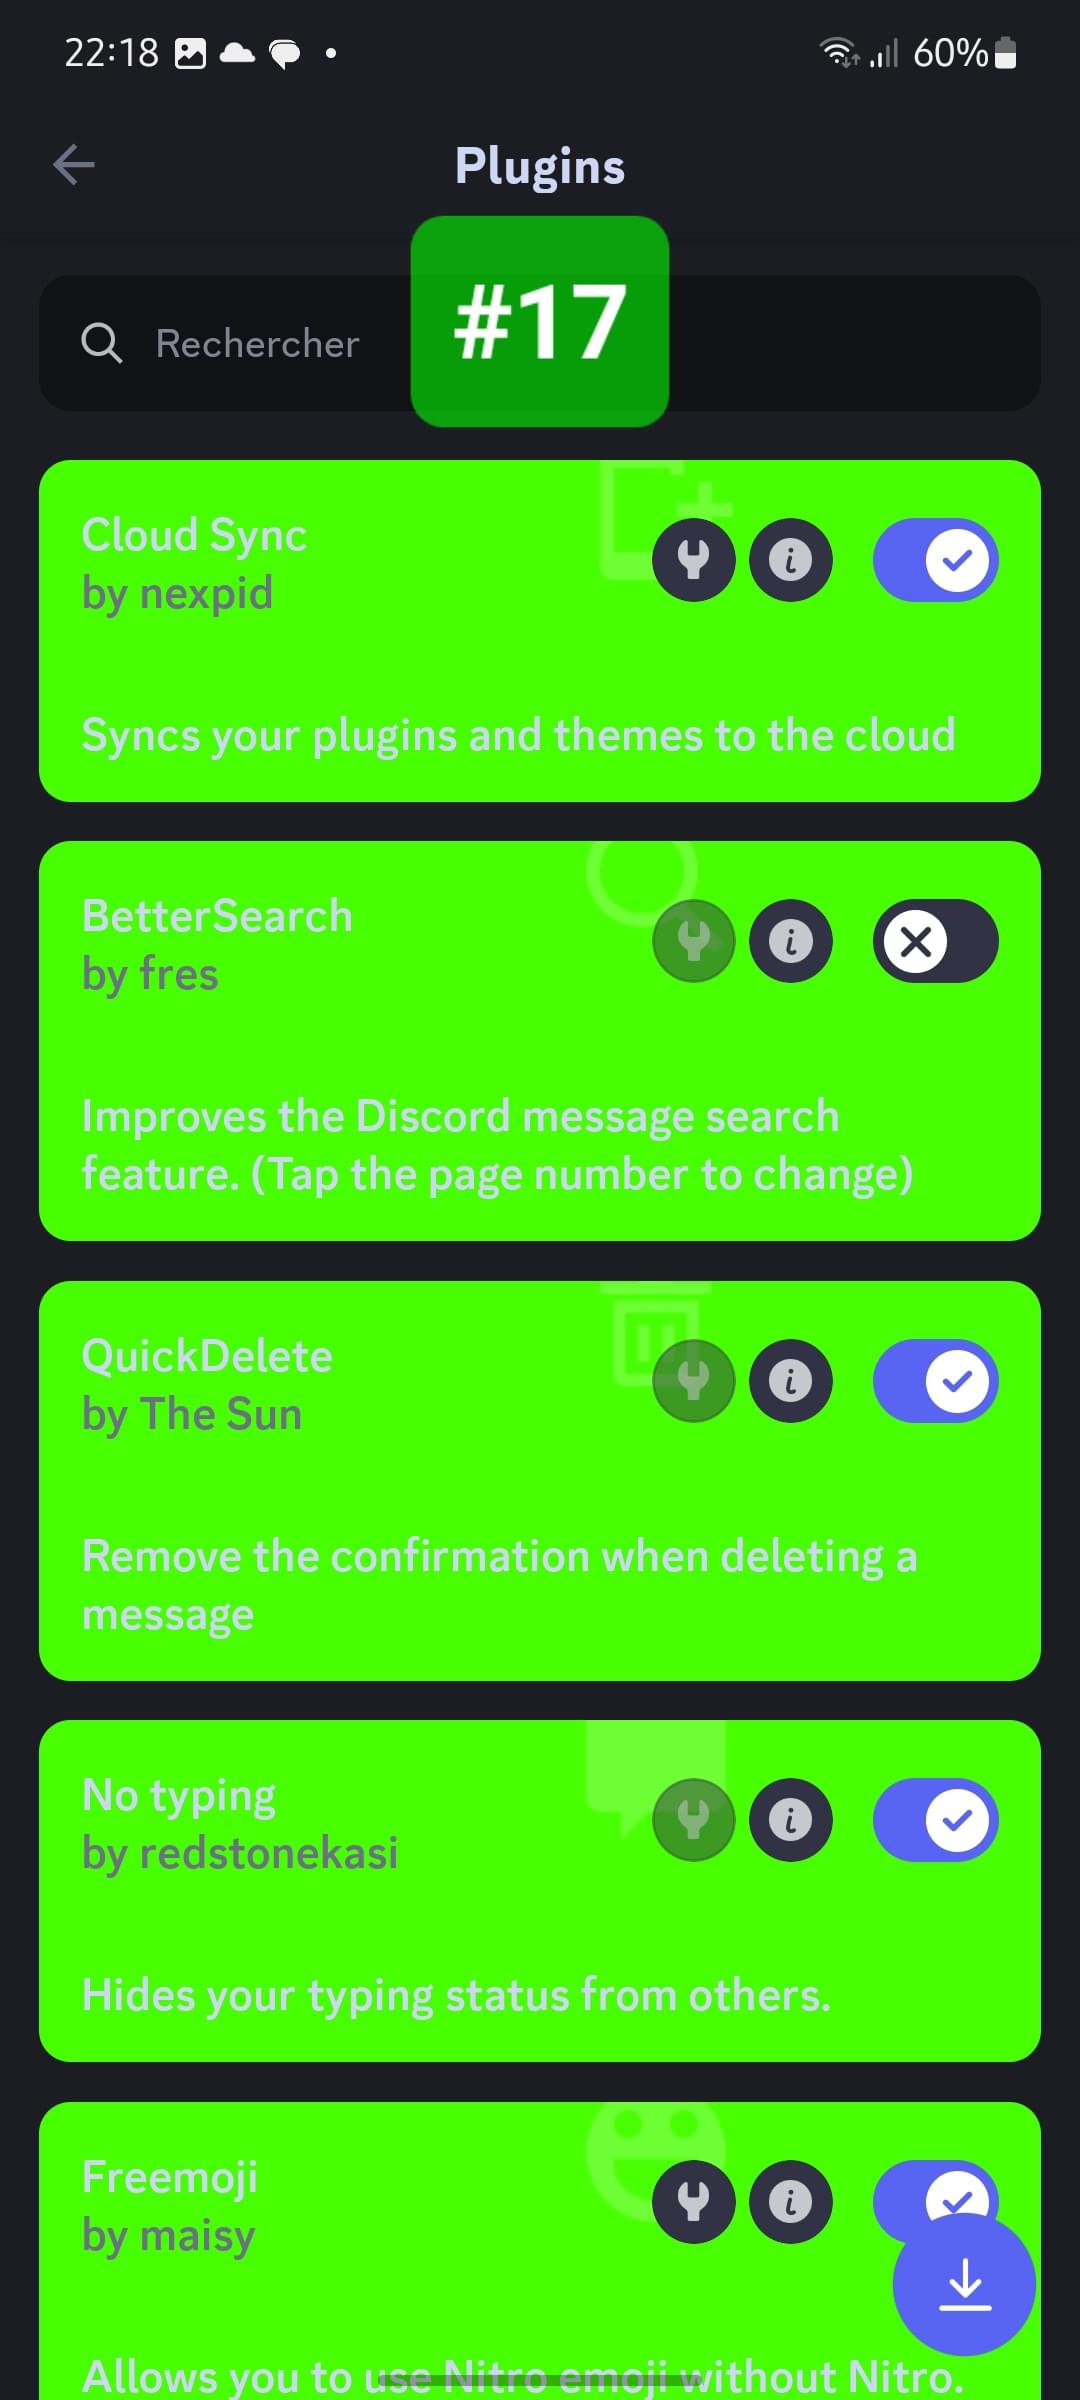 22:18
60%
Plugins
#17
Rechercher
Cloud Sync
by nexpid
Syncs your plugins and themes to the cloud
BetterSearch
by fres
Improves the Discord message search
feature. (Tap the page number to change)
QuickDelete
by The Sun
Remove the confirmation when deleting a
message
No typing
by redstonekasi
Hides your typing status from others.
Freemoji
by maisy
Allows you to use Nitro emoji without Nitro.